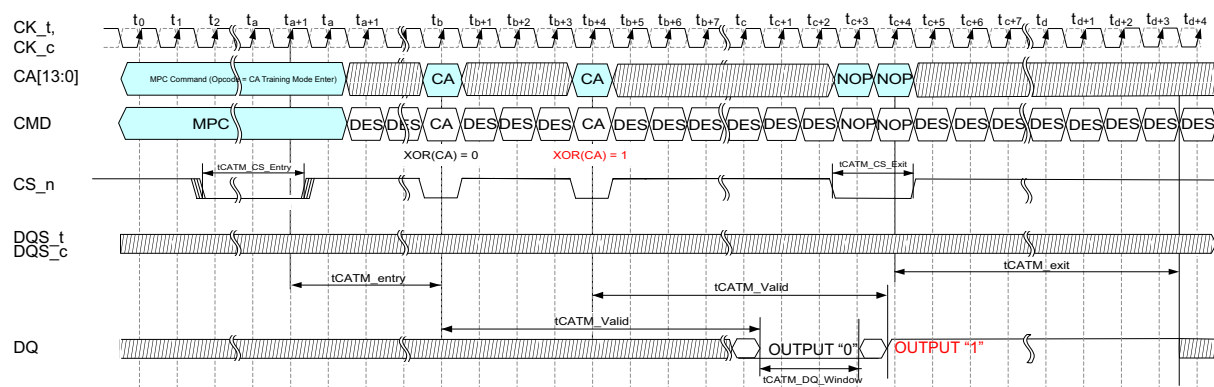 t0 t1 t2 ta ta+1 ta ta+1 tb tb+1 tb+2 tb+3 tb+4 tb+5 tb+6 tb+7 tc tc+1 tc+2 tc+3 tc+4 tc+5 tc+6 tc+7 td td+1 td+2 td+3 td+4
CK_t,
CK_c
CA[13:0] MPC Command (Opcode = CA Training Mode Enter) CA CA NOP NOP
CMD MPC DES DES CA DES DES DES CA DES DES DES DES DES DES NOP NOP DES DES DES DES DES DES DES DES
XOR(CA) = 0 XOR(CA) = 1
tCATM_CS_Entry tCATM_CS_Exit
CS_n
DQS_t
DQS_c
tCATM_exit
tCATM_entry tCATM_Valid
tCATM_Valid
DQ OUTPUT “0” OUTPUT “1”
tCATM_DQ_Window